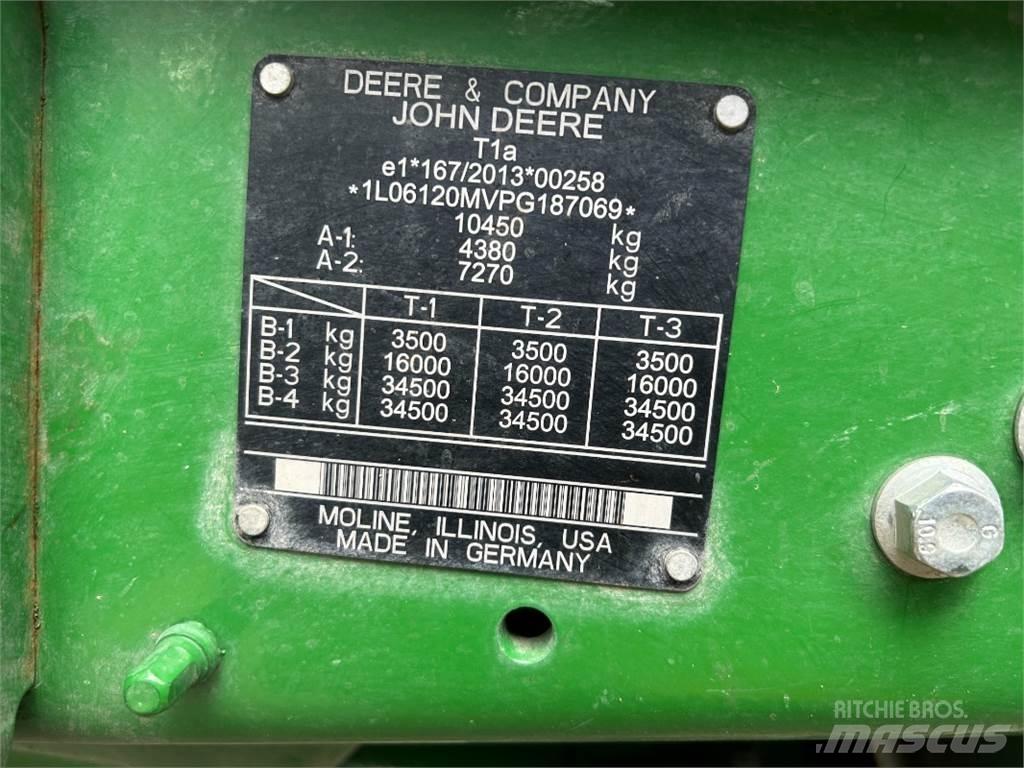 DEERE & COMPANY
JOHN DEERE
T1a
e1*167/2013*00258
*1L06120MVPG187069*
10450 kg
A-1: 4380 kg
A-2: 7270 kg
T-1 T-2 T-3
B-1 kg 3500 3500 3500
B-2 kg 16000 16000 16000
B-3 kg 34500 34500 34500
B-4 kg 34500 34500 34500
MOLINE, ILLINOIS, USA
MADE IN GERMANY
G
10.9
RITCHIE BROS.
MASCUS